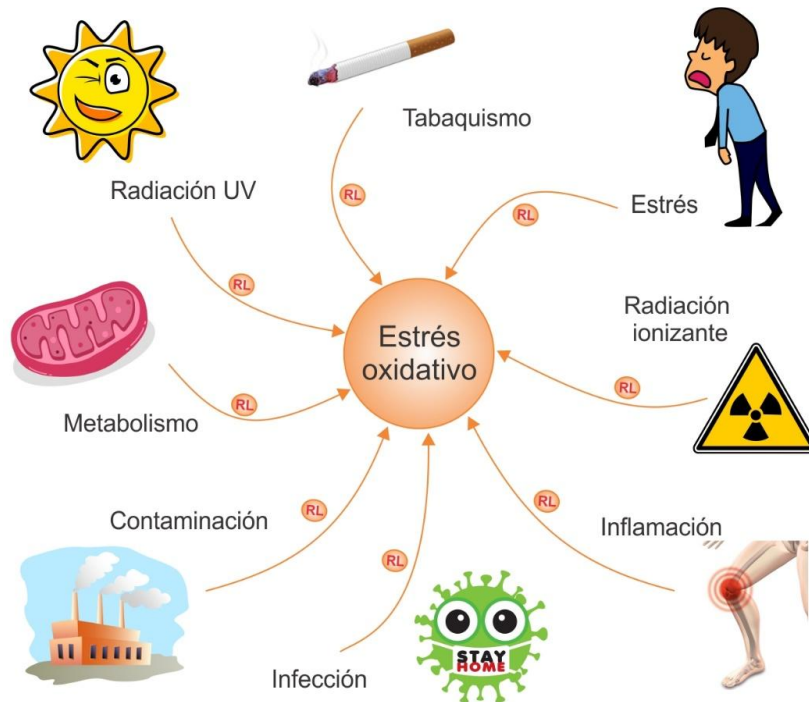 Tabaquismo
Radiación UV
RL
Estrés
RL
RL
Radiación
ionizante
Estrés
oxidativo
Metabolismo
RL
RL
Contaminación
RL
Inflamación
RL
RL
Infección
STAY
HOME